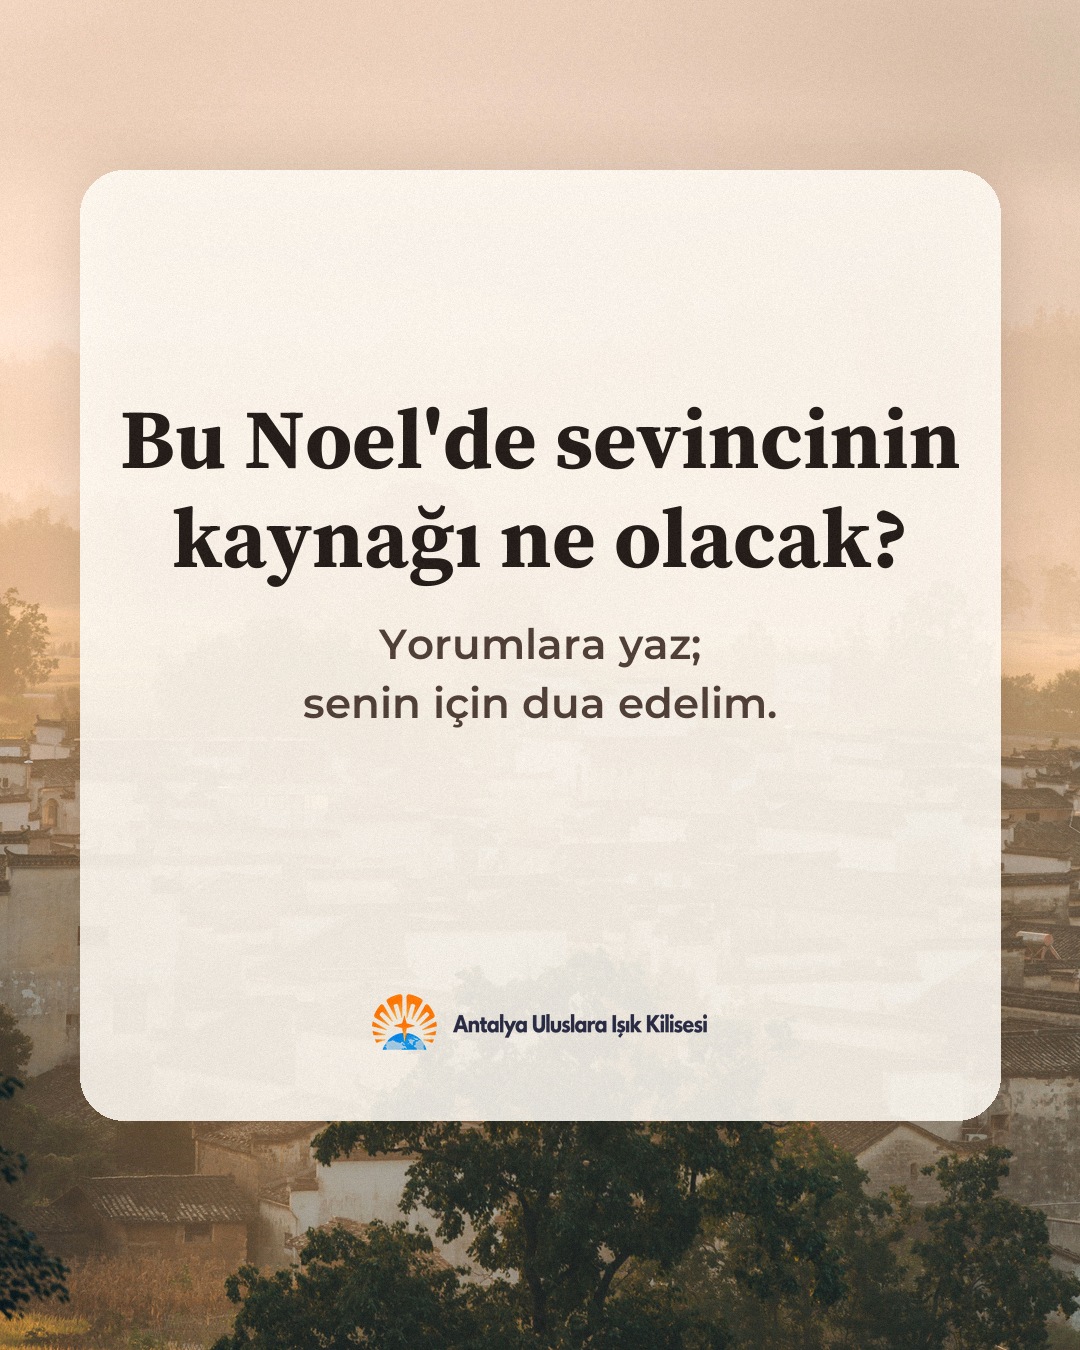 Bu Noel'de sevincinin
kaynağı ne olacak?
Yorumlara yaz;
senin için dua edelim.
Antalya Uluslara Işık Kilisesi